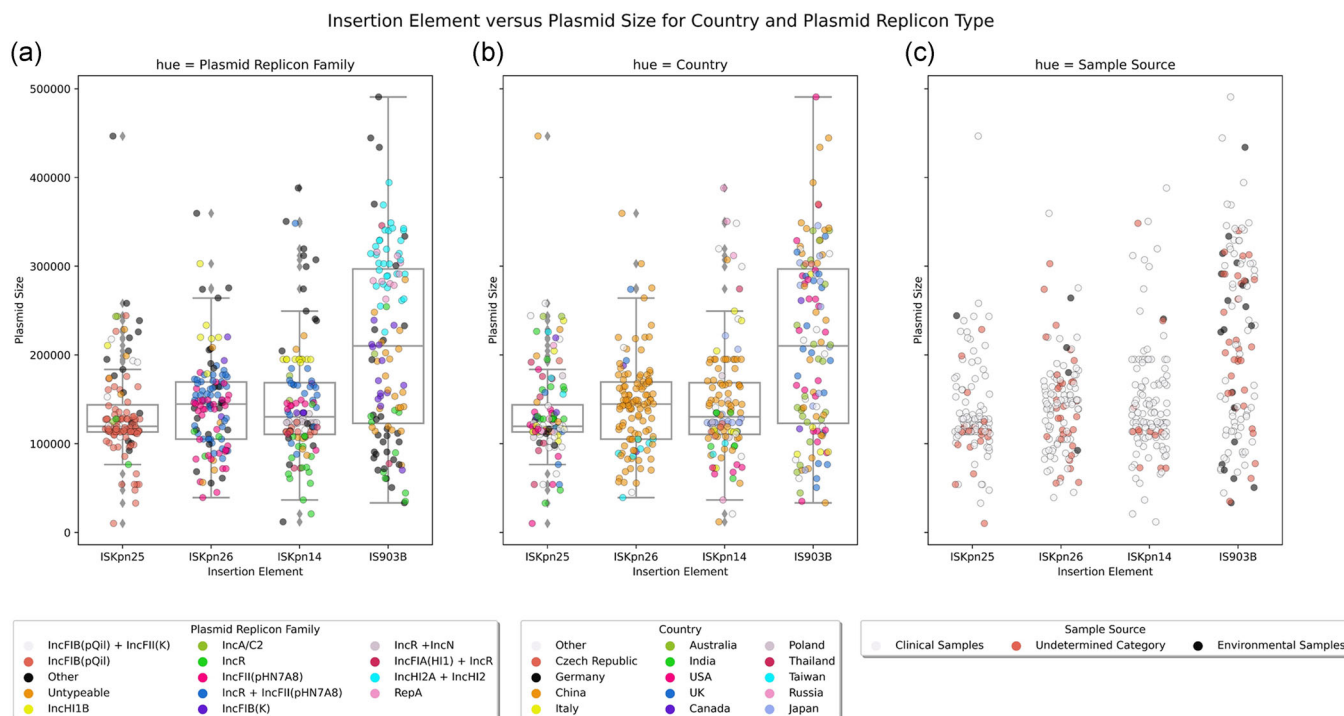 Insertion Element versus Plasmid Size for Country and Plasmid Replicon Type
(a)
hue = Plasmid Replicon Family
(b)
hue = Country
(c)
hue = Sample Source
500000
400000
300000
200000
100000
0
Plasmid Size
Plasmid Size
Plasmid Size
ISKpn25 ISKpn26 ISKpn14 IS903B
Insertion Element
ISKpn25 ISKpn26 ISKpn14 IS903B
Insertion Element
ISKpn25 ISKpn26 ISKpn14 IS903B
Insertion Element
Plasmid Replicon Family
IncFIB(pQil) + IncFII(K)
IncFIB(pQil)
Other
Untypeable
IncHI1B
IncA/C2
IncR
IncFII(pHN7A8)
IncR + IncFII(pHN7A8)
IncFIB(K)
IncR +IncN
IncFIA(HI1) + IncR
IncHI2A + IncHI2
RepA
Country
Other
Czech Republic
Germany
China
Italy
Australia
India
USA
UK
Canada
Poland
Thailand
Taiwan
Russia
Japan
Sample Source
Clinical Samples
Undetermined Category
Environmental Samples